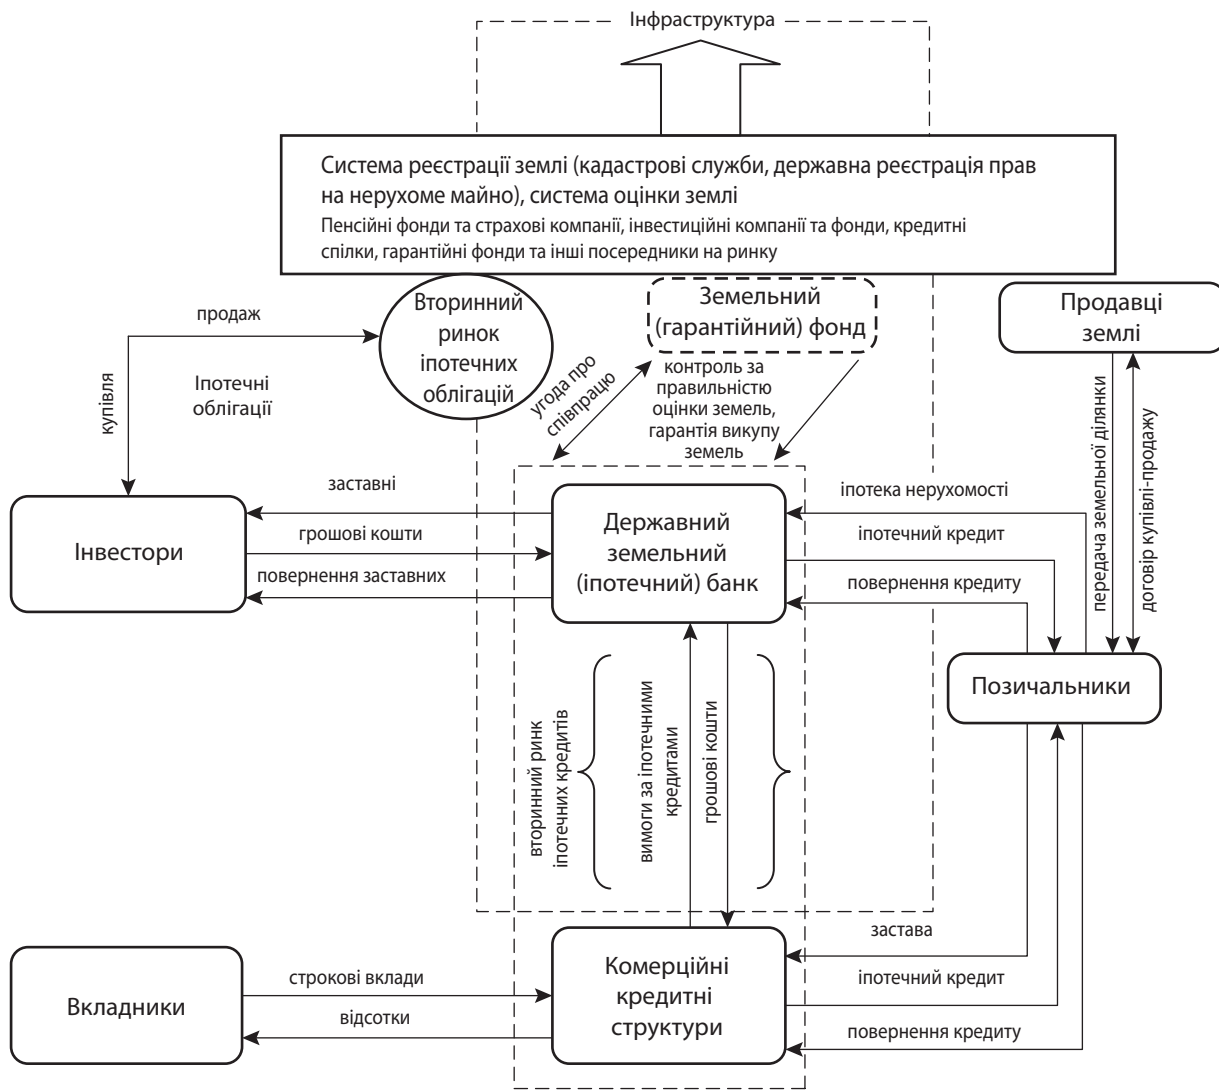 Інфраструктура
Система реєстрації землі (кадастрові служби, державна реєстрація прав
на нерухоме майно), система оцінки землі
Пенсійні фонди та страхові компанії, інвестиційні компанії та фонди, кредитні
спілки, гарантійні фонди та інші посередники на ринку
Вторинний
ринок
іпотечних
облігацій
Земельний
(гарантійний) фонд
Продавці
землі
продаж
купівля
Іпотечні
облігації
угода про
співпрацю
контроль за
правильністю
оцінки земель,
гарантія викупу
земель
передача земельної ділянки
договір купівлі-продажу
Інвестори
заставні
грошові кошти
повернення заставних
Державний
земельний
(іпотечний) банк
іпотека нерухомості
іпотечний кредит
повернення кредиту
Позичальники
вторинний ринк
іпотечних кредитів
вимоги за іпотечними
кредитами
грошові кошти
Вкладники
строкові вклади
відсотки
Комерційні
кредитні
структури
застава
іпотечний кредит
повернення кредиту